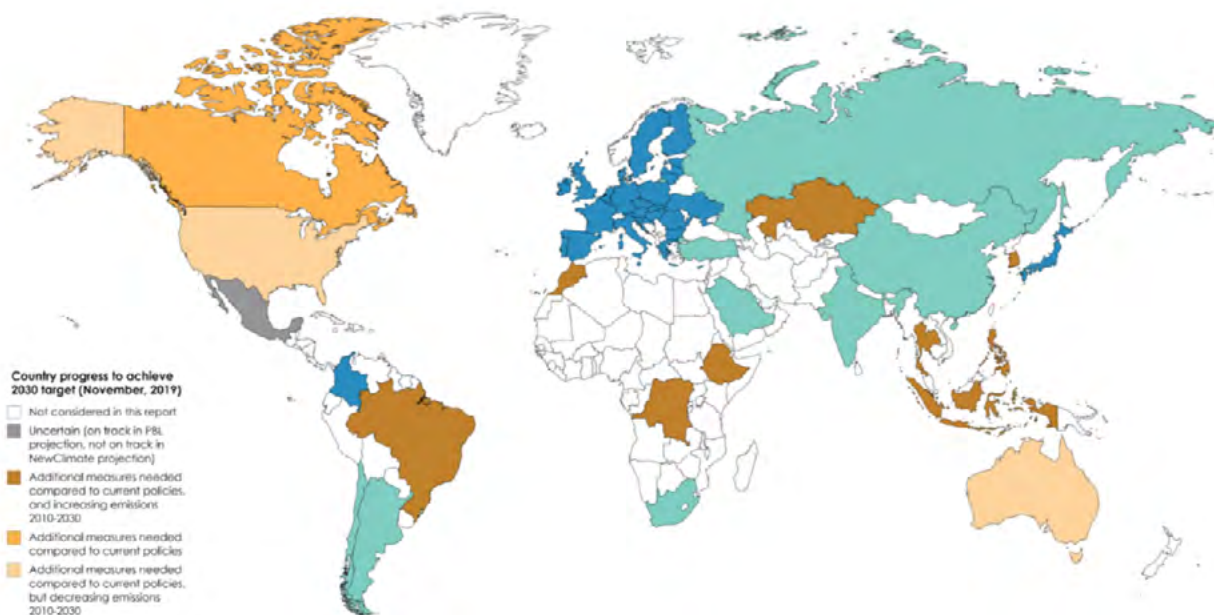 Country progress to achieve
2030 target (November, 2019)
Not considered in this report
Uncertain (on track in PBL
projection, not on track in
NewClimate projection)
Additional measures needed
compared to current policies,
and increasing emissions
2010-2030
Additional measures needed
compared to current policies
Additional measures needed
compared to current policies,
but decreasing emissions
2010-2030